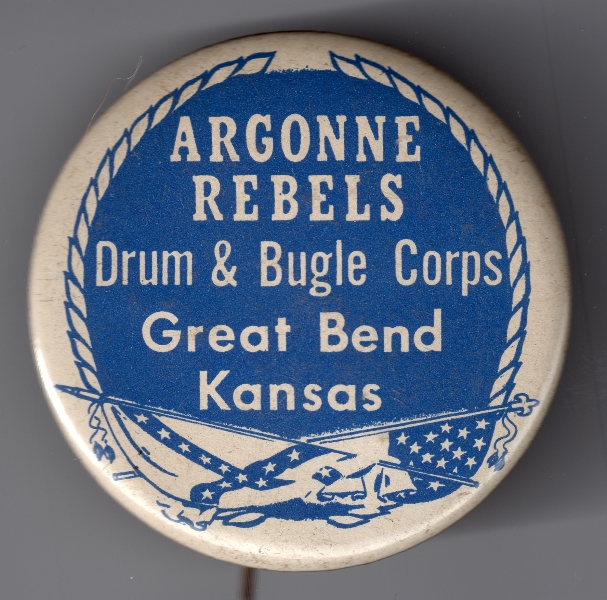 ARGONNE
REBELS
Drum & Bugle Corps
Great Bend
Kansas